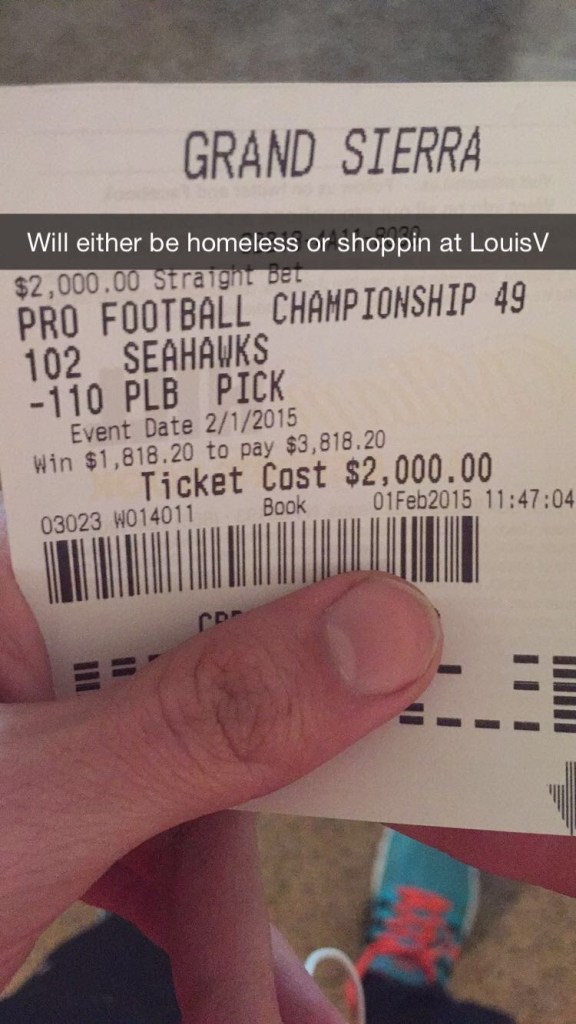 GRAND SIERRA
Will either be homeless or shoppin at LouisV
$2,000.00 Straight Bet
PRO FOOTBALL CHAMPIONSHIP 49
102 SEAHAWKS
-110 PLB PICK
Event Date 2/1/2015
Win $1,818.20 to pay $3,818.20
Ticket Cost $2,000.00
03023 W014011 Book 01Feb2015 11:47:04